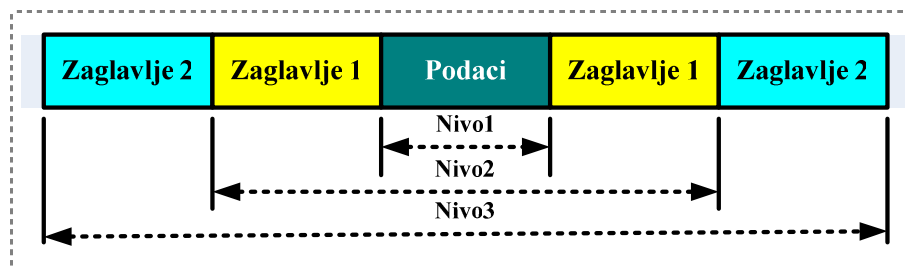 Zaglavlje 2 Zaglavlje 1 Podaci Zaglavlje 1 Zaglavlje 2
Nivo1
Nivo2
Nivo3